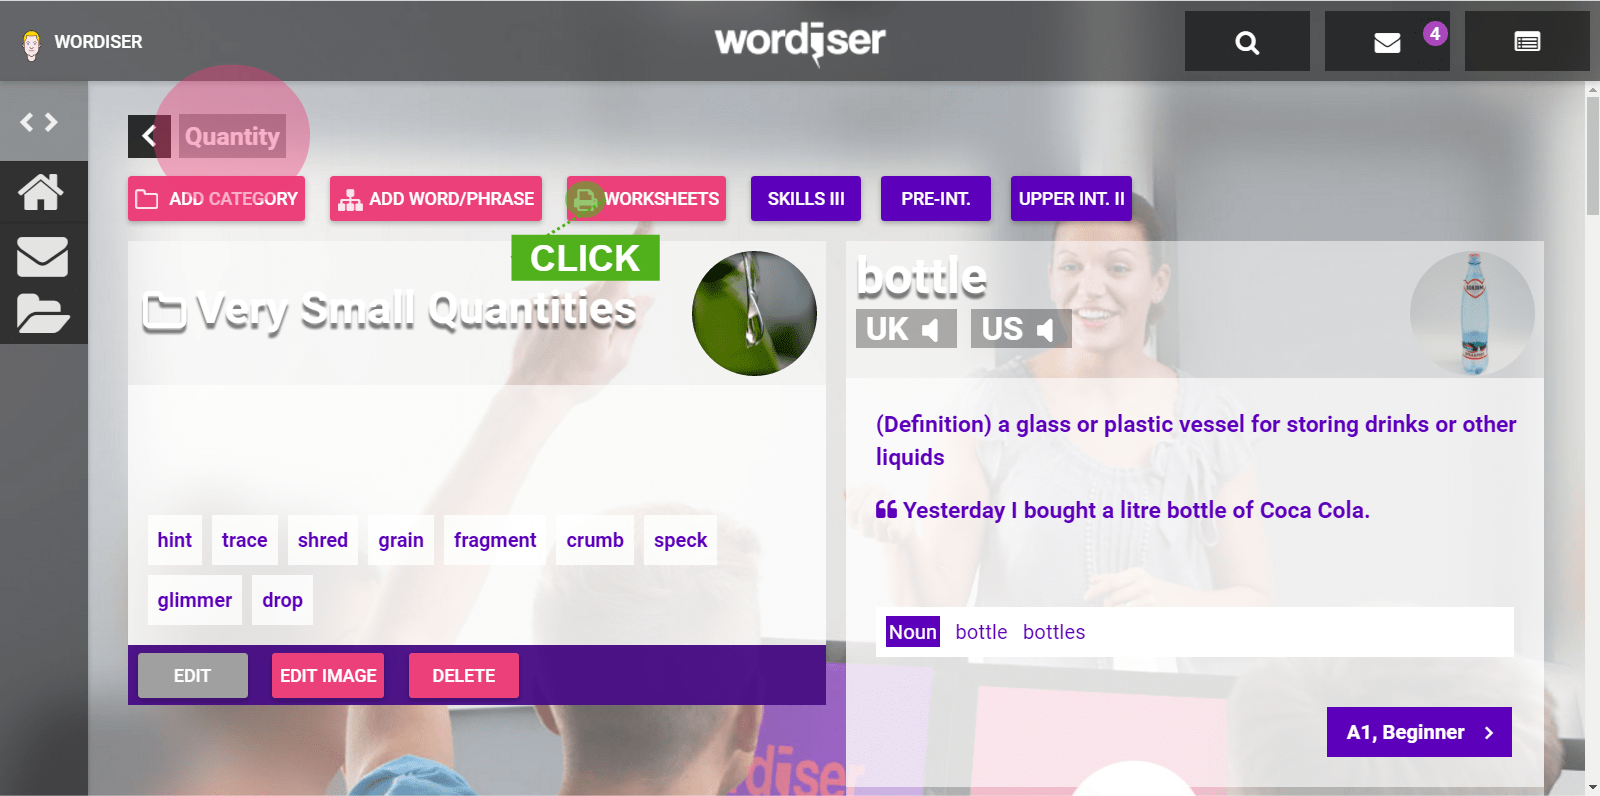 WORDISER
wordiser
4
Quantity
ADD CATEGORY
ADD WORD/PHRASE
WORKSHEETS
SKILLS III
PRE-INT.
UPPER INT. II
CLICK
Very Small Quantities
hint
trace
shred
grain
fragment
crumb
speck
glimmer
drop
EDIT
EDIT IMAGE
DELETE
bottle
UK
US
(Definition) a glass or plastic vessel for storing drinks or other
liquids
Yesterday I bought a litre bottle of Coca Cola.
Noun bottle bottles
A1, Beginner
wordiser